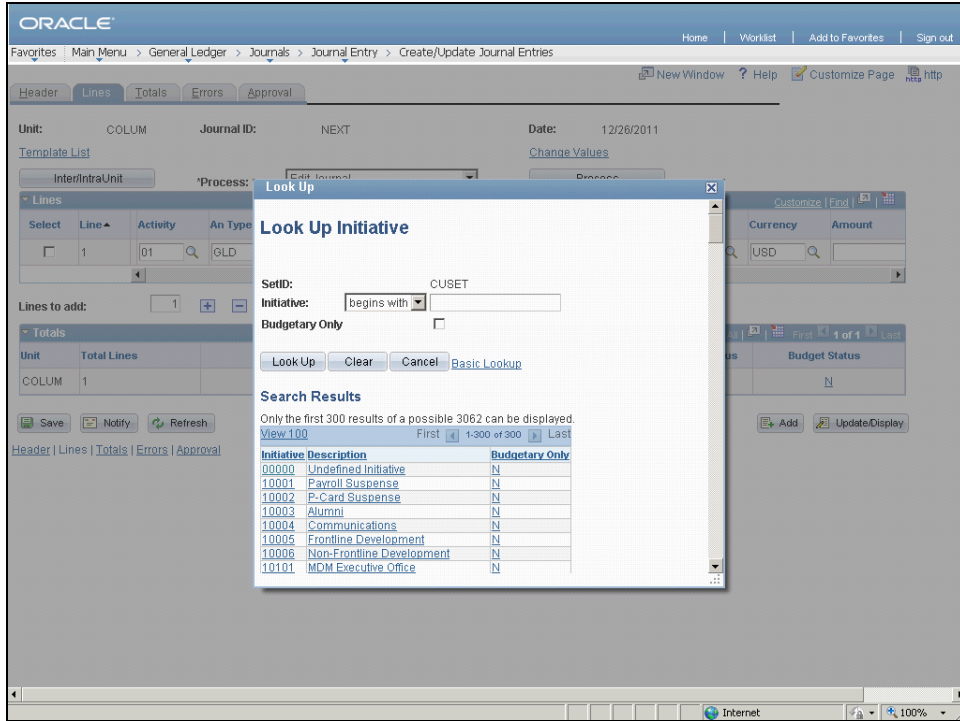 ORACLE
Home | Worklist | Add to Favorites | Sign out
Favorites Main Menu > General Ledger > Journals > Journal Entry > Create/Update Journal Entries
New Window ? Help Customize Page http
Header Lines Totals Errors Approval
Unit: COLUM Journal ID: NEXT Date: 12/26/2011
Template List Change Values
Inter/IntraUnit *Process: Edit Journal Process
Lines Customize | Find
Select Line Activity An Type Currency Amount
1 01 GLD USD
Lines to add: 1
Totals First 1 of 1 Last
Unit Total Lines Budget Status
COLUM 1 N
Save Notify Refresh Add Update/Display
Header | Lines | Totals | Errors | Approval
Look Up
Look Up Initiative
SetID: CUSET
Initiative: begins with
Budgetary Only
Look Up Clear Cancel Basic Lookup
Search Results
Only the first 300 results of a possible 3062 can be displayed.
View 100 First 1-300 of 300 Last
Initiative Description Budgetary Only
00000 Undefined Initiative N
10001 Payroll Suspense N
10002 P-Card Suspense N
10003 Alumni N
10004 Communications N
10005 Frontline Development N
10006 Non-Frontline Development N
10101 MDM Executive Office N
Internet 100%